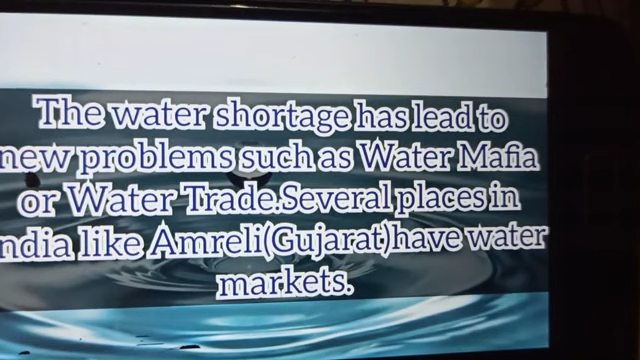 The water shortage has lead to
new problems such as Water Mafia
or Water Trade.Several places in
ndia like Amreli(Gujarat)have water
markets.